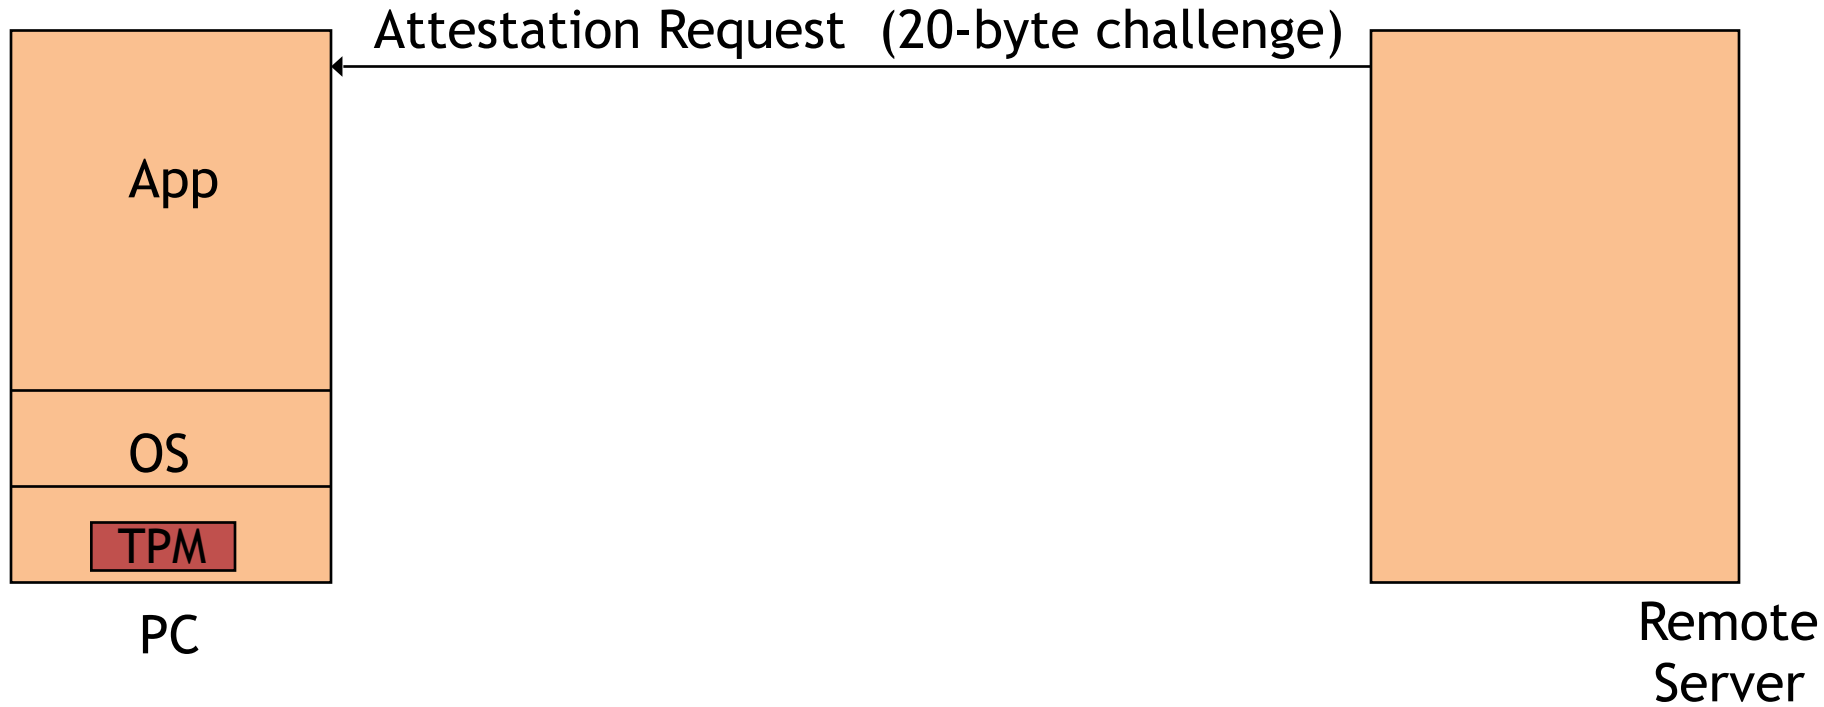 Attestation Request (20-byte challenge)
App
OS
TPM
PC
Remote
Server